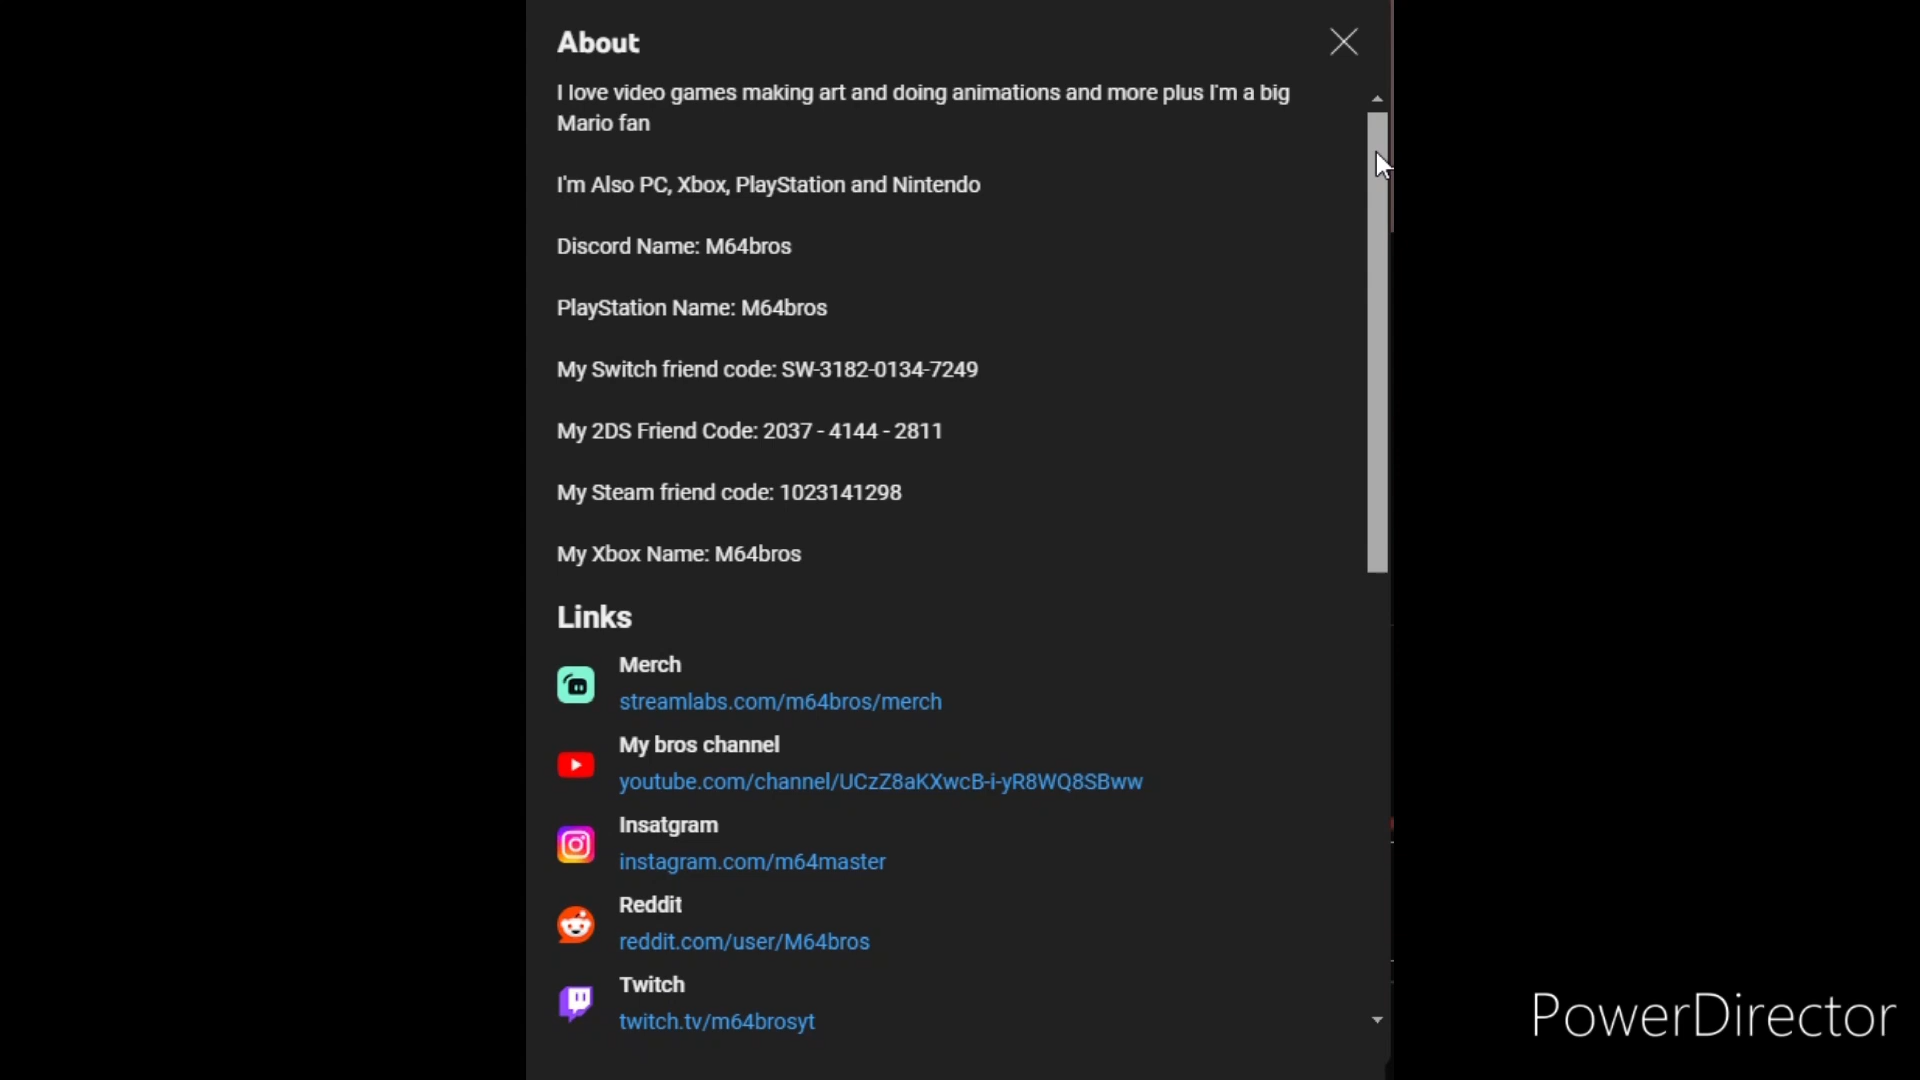 About
I love video games making art and doing animations and more plus I'm a big
Mario fan
I'm Also PC, Xbox, PlayStation and Nintendo
Discord Name: M64bros
PlayStation Name: M64bros
My Switch friend code: SW-3182-0134-7249
My 2DS Friend Code: 2037 - 4144 - 2811
My Steam friend code: 1023141298
My Xbox Name: M64bros
Links
Merch
streamlabs.com/m64bros/merch
My bros channel
youtube.com/channel/UCzZ8aKXwcB-i-yR8WQ8SBww
Insatgram
instagram.com/m64master
Reddit
reddit.com/user/M64bros
Twitch
twitch.tv/m64brosyt
PowerDirector